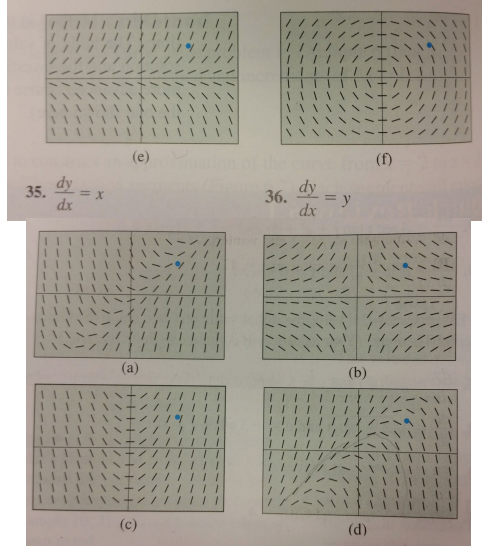 (e) (f)
35. dy/dx = x 36. dy/dx = y
(a) (b)
(c) (d)